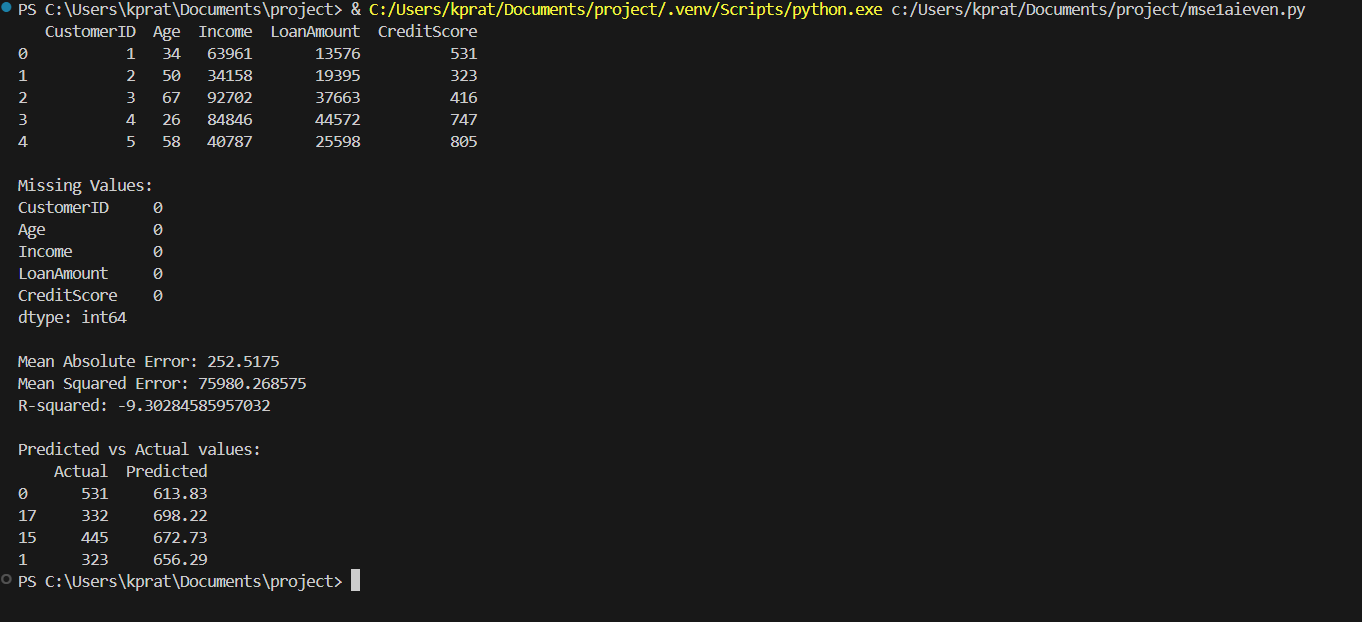 PS C:\Users\kprat\Documents\project> & C:/Users/kprat/Documents/project/.venv/Scripts/python.exe c:/Users/kprat/Documents/project/mse1aieven.py
   CustomerID  Age  Income  LoanAmount  CreditScore
0           1   34   63961       13576          531
1           2   50   34158       19395          323
2           3   67   92702       37663          416
3           4   26   84846       44572          747
4           5   58   40787       25598          805
Missing Values:
CustomerID     0
Age            0
Income         0
LoanAmount     0
CreditScore    0
dtype: int64
Mean Absolute Error: 252.5175
Mean Squared Error: 75980.268575
R-squared: -9.30284585957032
Predicted vs Actual values:
    Actual  Predicted
0      531     613.83
17     332     698.22
15     445     672.73
1      323     656.29
PS C:\Users\kprat\Documents\project>